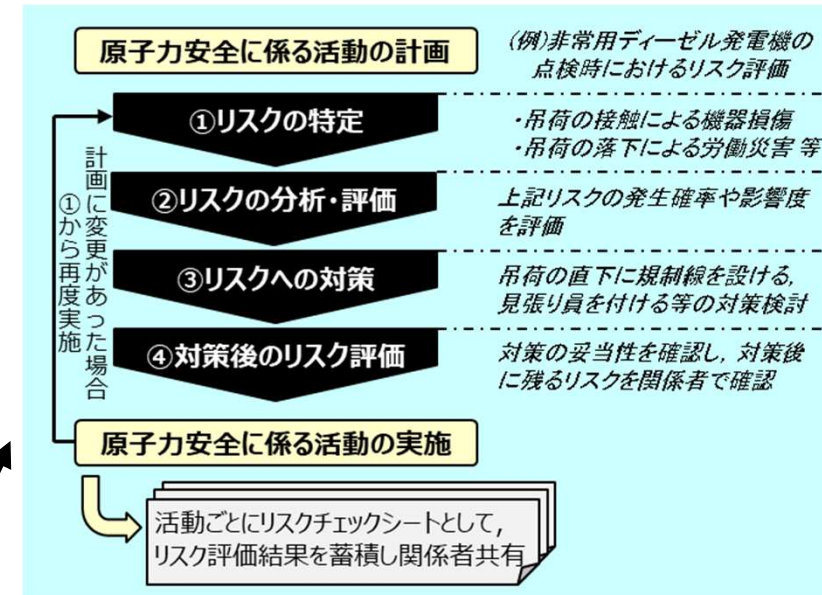 原子力安全に係る活動の計画
(例)非常用ディーゼル発電機の
点検時におけるリスク評価
①リスクの特定
・吊荷の接触による機器損傷
・吊荷の落下による労働災害 等
②リスクの分析・評価
上記リスクの発生確率や影響度
を評価
③リスクへの対策
吊荷の直下に規制線を設ける,
見張り員を付ける等の対策検討
④対策後のリスク評価
対策の妥当性を確認し, 対策後
に残るリスクを関係者で確認
計画に変更があった場合
①から再度実施
原子力安全に係る活動の実施
活動ごとにリスクチェックシートとして,
リスク評価結果を蓄積し関係者共有